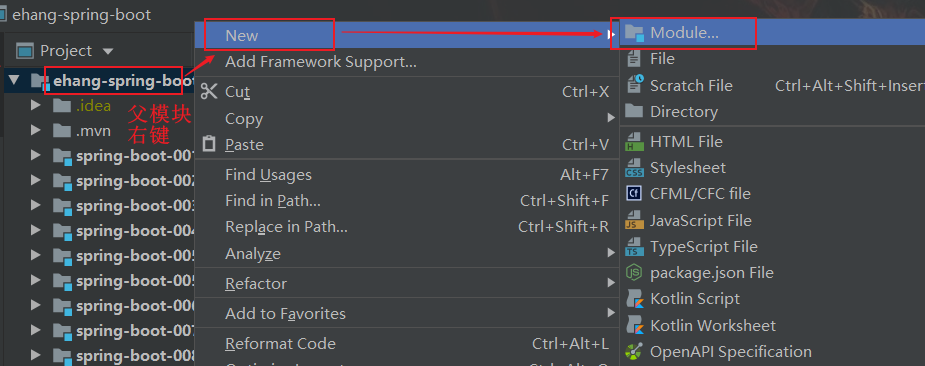 ehang-spring-boot
Project
ehang-spring-boot
.idea
.mvn
父模块
右键
spring-boot-001
spring-boot-002
spring-boot-003
spring-boot-004
spring-boot-005
spring-boot-005
spring-boot-006
spring-boot-007
spring-boot-008
New
Add Framework Support...
Cut Ctrl+X
Copy
Paste Ctrl+V
Find Usages Alt+F7
Find in Path... Ctrl+Shift+F
Replace in Path... Ctrl+Shift+R
Analyze
Refactor
Add to Favorites
Reformat Code Ctrl+Alt+L
Module...
File
Scratch File Ctrl+Alt+Shift+Insert
Directory
HTML File
Stylesheet
CFML/CFC file
JavaScript File
TypeScript File
package.json File
Kotlin Script
Kotlin Worksheet
OpenAPI Specification